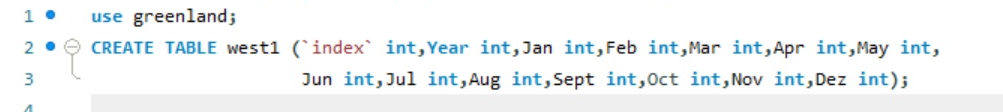 1 use greenland;
2 CREATE TABLE west1 (`index` int,Year int,Jan int,Feb int,Mar int,Apr int,May int,
3 Jun int,Jul int,Aug int,Sept int,Oct int,Nov int,Dez int);
4